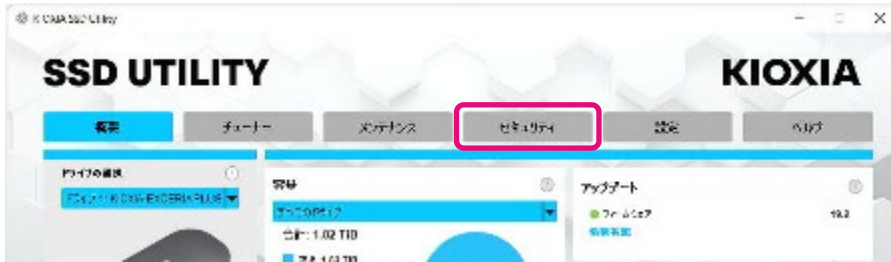 KIOXIA SSD Utility
SSD UTILITY
KIOXIA
概要
チューナー
メンテナンス
セキュリティ
設定
ヘルプ
ドライブの選択
KIOXIA-EXCERIA PLUS
容量
すべてのドライブ
合計: 1.02 TB
アップデート
ファームウェア